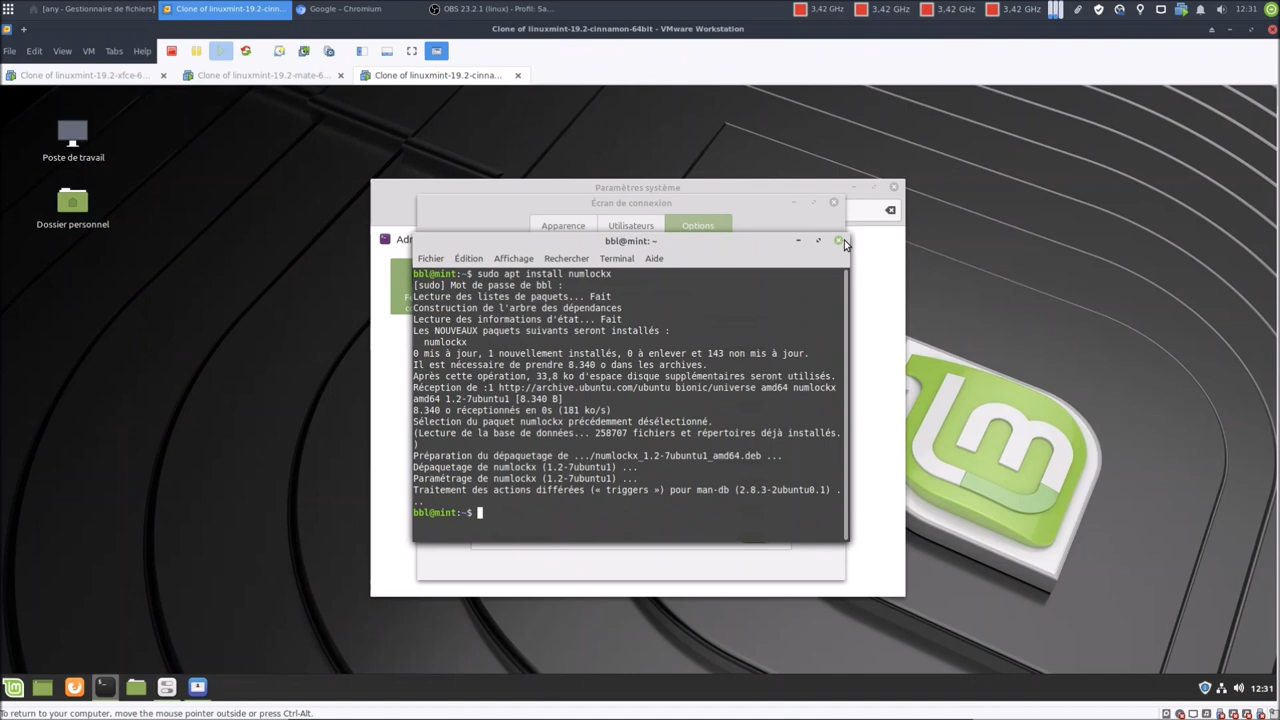 [any - Gestionnaire de fichiers]
Clone of linuxmint-19.2-cinnam...
Google - Chromium
OBS 23.2.1 (linux) - Profil: Sa...
3,42 GHz
3,42 GHz
3,42 GHz
3,42 GHz
12:31
Clone of linuxmint-19.2-cinnamon-64bit - VMware Workstation
File Edit View VM Tabs Help
Clone of linuxmint-19.2-xfce-6...
Clone of linuxmint-19.2-mate-6...
Clone of linuxmint-19.2-cinna...
Poste de travail
Dossier personnel
Paramètres système
Écran de connexion
Apparence Utilisateurs Options
bbl@mint: ~
Fichier Édition Affichage Rechercher Terminal Aide
bbl@mint:~$ sudo apt install numlockx
[sudo] Mot de passe de bbl :
Lecture des listes de paquets... Fait
Construction de l'arbre des dépendances
Lecture des informations d'état... Fait
Les NOUVEAUX paquets suivants seront installés :
numlockx
0 mis à jour, 1 nouvellement installés, 0 à enlever et 143 non mis à jour.
Il est nécessaire de prendre 8.340 o dans les archives.
Après cette opération, 33,8 ko d'espace disque supplémentaires seront utilisés.
Réception de :1 http://archive.ubuntu.com/ubuntu bionic/universe amd64 numlockx
amd64 1.2-7ubuntu1 [8.340 B]
8.340 o réceptionnés en 0s (181 ko/s)
Sélection du paquet numlockx précédemment désélectionné.
(Lecture de la base de données... 258707 fichiers et répertoires déjà installés.
)
Préparation du dépaquetage de .../numlockx_1.2-7ubuntu1_amd64.deb ...
Dépaquetage de numlockx (1.2-7ubuntu1) ...
Paramétrage de numlockx (1.2-7ubuntu1) ...
Traitement des actions différées (« triggers ») pour man-db (2.8.3-2ubuntu0.1) .
..
bbl@mint:~$
12:31
To return to your computer, move the mouse pointer outside or press Ctrl-Alt.